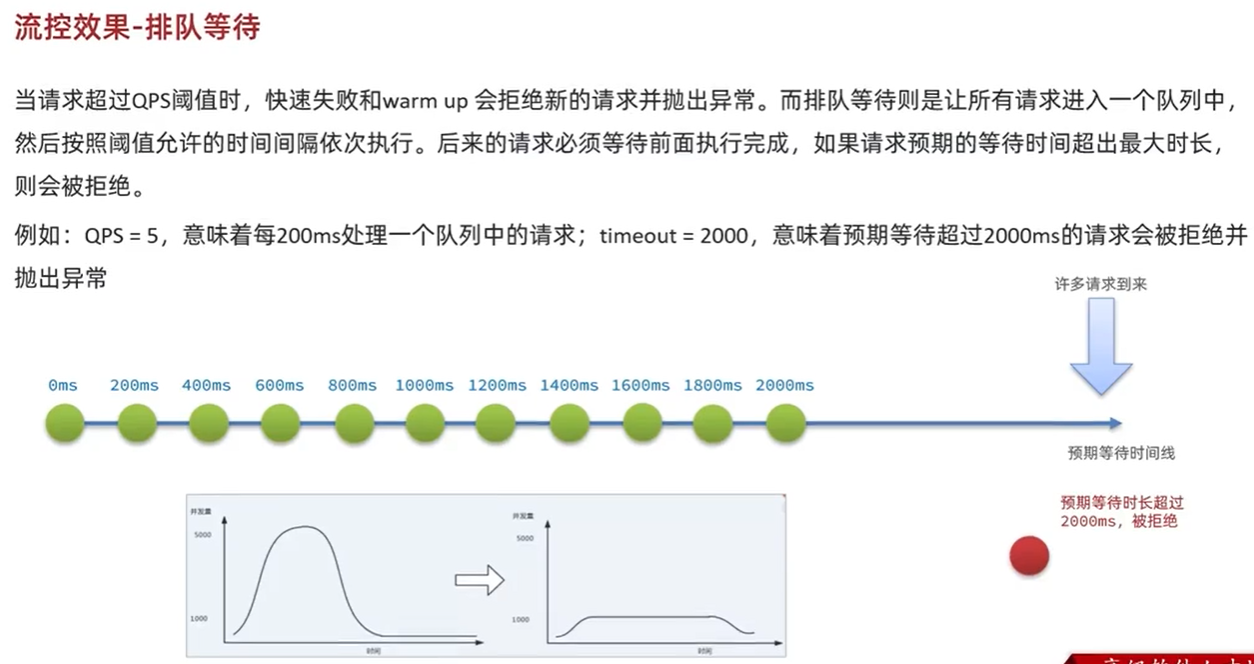 流控效果-排队等待
当请求超过QPS阈值时，快速失败和warm up 会拒绝新的请求并抛出异常。而排队等待则是让所有请求进入一个队列中，
然后按照阈值允许的时间间隔依次执行。后来的请求必须等待前面执行完成，如果请求预期的等待时间超出最大时长，
则会被拒绝。
例如：QPS = 5，意味着每200ms处理一个队列中的请求；timeout = 2000，意味着预期等待超过2000ms的请求会被拒绝并
抛出异常
许多请求到来
0ms 200ms 400ms 600ms 800ms 1000ms 1200ms 1400ms 1600ms 1800ms 2000ms
预期等待时间线
预期等待时长超过
2000ms，被拒绝
并发量
5000
1000
时间
并发量
5000
1000
时间